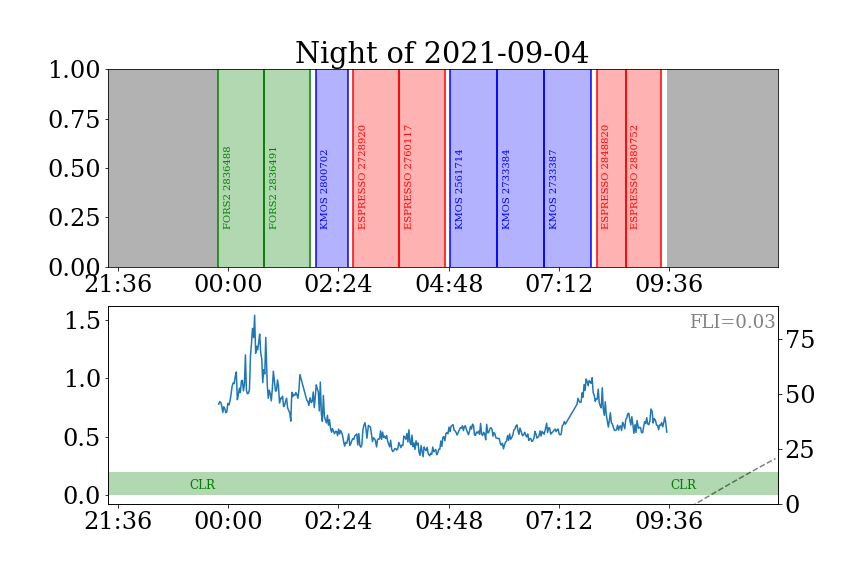 Night of 2021-09-04
1.00
0.75
0.50
0.25
0.00
FORS2 2836488
FORS2 2836491
KMOS 2800702
ESPRESSO 2728920
ESPRESSO 2760117
KMOS 2561714
KMOS 2733384
KMOS 2733387
ESPRESSO 2848820
ESPRESSO 2880752
21:36 00:00 02:24 04:48 07:12 09:36
1.5
1.0
0.5
0.0
FLI=0.03
75
50
25
0
CLR CLR
21:36 00:00 02:24 04:48 07:12 09:36